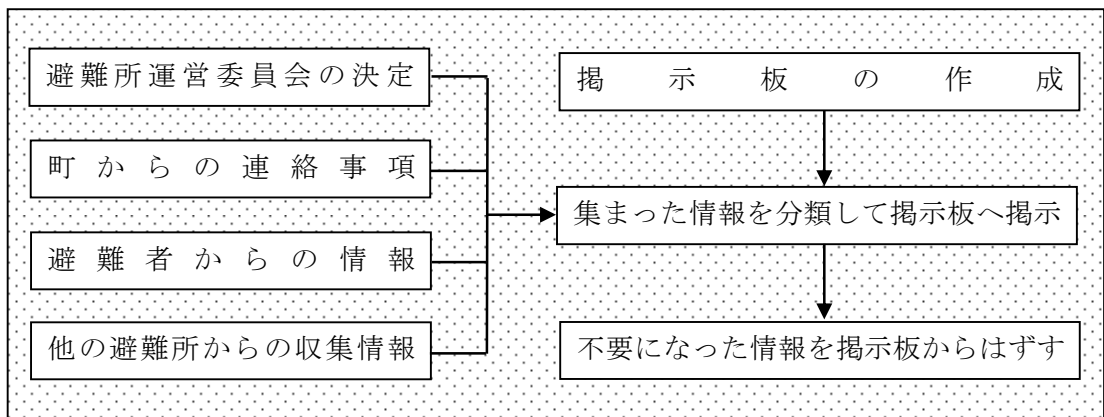 避難所運営委員会の決定
町からの連絡事項
避難者からの情報
他の避難所からの収集情報
掲示板の作成
集まった情報を分類して掲示板へ掲示
不要になった情報を掲示板からはずす